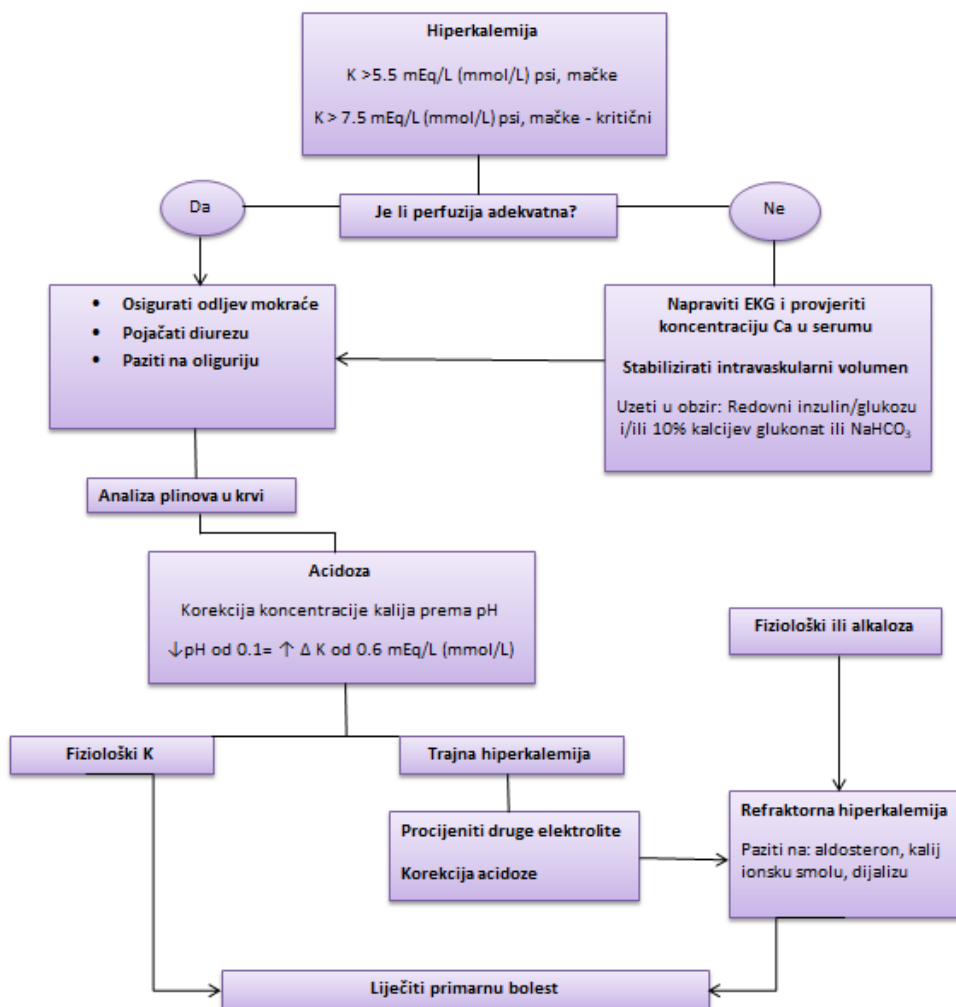 Hiperkalemija
K >5.5 mEq/L (mmol/L) psi, mačke
K > 7.5 mEq/L (mmol/L) psi, mačke - kritični
Je li perfuzija adekvatna?
Da
Ne
• Osigurati odljev mokraće
• Pojačati diurezu
• Paziti na oliguriju
Napraviti EKG i provjeriti
koncentraciju Ca u serumu
Stabilizirati intravaskularni volumen
Uzeti u obzir: Redovni inzulin/glukozu
i/ili 10% kalcijev glukonat ili NaHCO₃
Analiza plinova u krvi
Acidoza
Korekcija koncentracije kalija prema pH
↓pH od 0.1= ↑ Δ K od 0.6 mEq/L (mmol/L)
Fiziološki ili alkaloza
Fiziološki K
Trajna hiperkalemija
Procijeniti druge elektrolite
Korekcija acidoze
Refraktorna hiperkalemija
Paziti na: aldosteron, kalij
ionsku smolu, dijalizu
Liječiti primarnu bolest